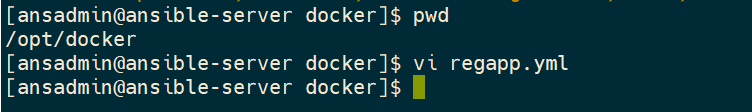 [ansadmin@ansible-server docker]$ pwd
/opt/docker
[ansadmin@ansible-server docker]$ vi regapp.yml
[ansadmin@ansible-server docker]$